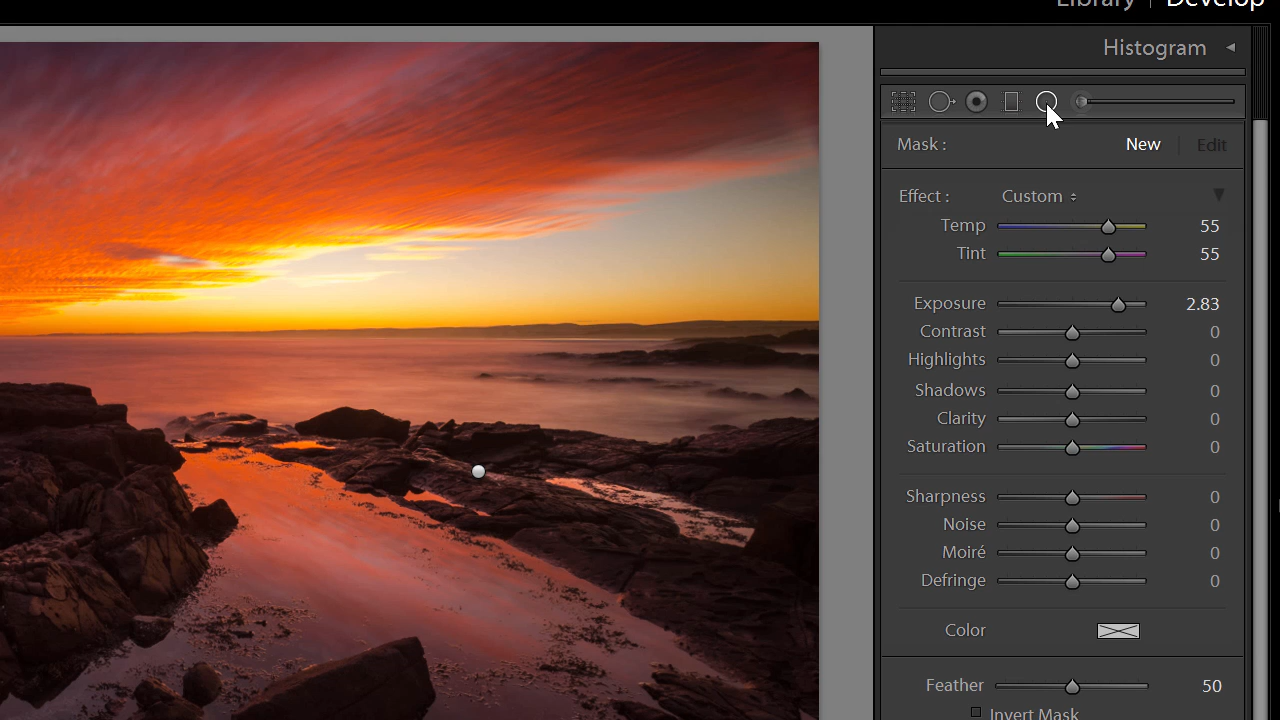 Library | Develop
Histogram
Mask : New | Edit
Effect : Custom
Temp 55
Tint 55
Exposure 2.83
Contrast 0
Highlights 0
Shadows 0
Clarity 0
Saturation 0
Sharpness 0
Noise 0
Moiré 0
Defringe 0
Color
Feather 50
Invert Mask